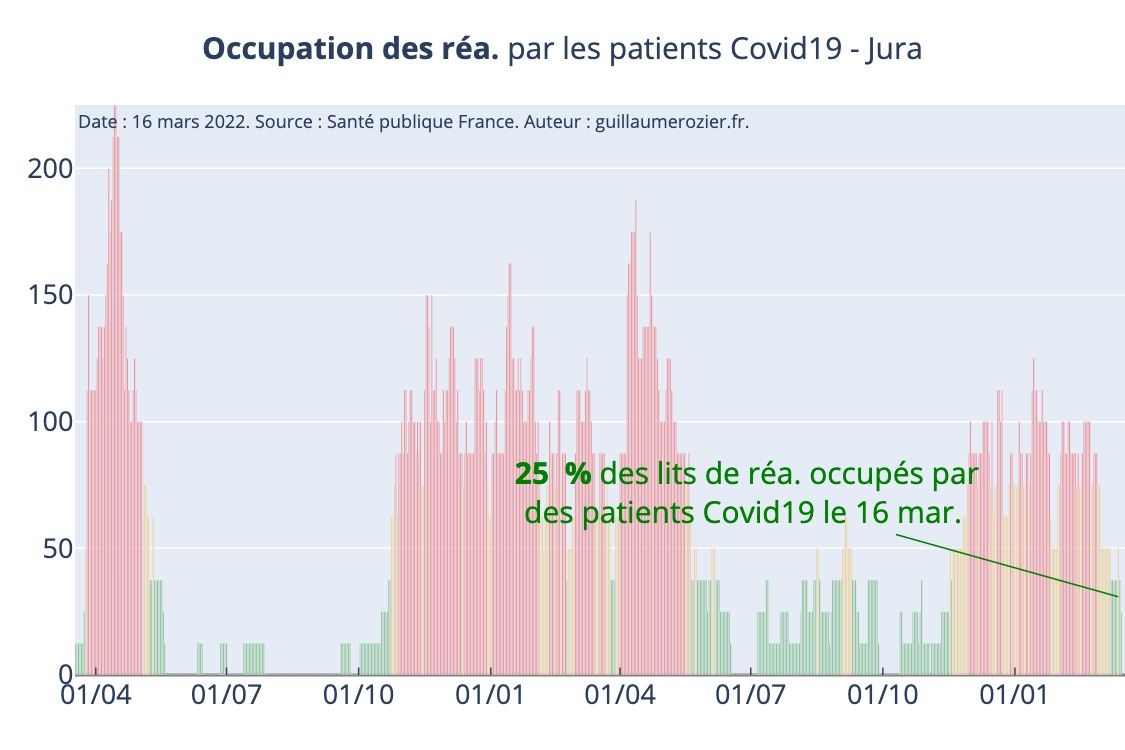 Occupation des réa. par les patients Covid19 - Jura
Date : 16 mars 2022. Source : Santé publique France. Auteur : guillaumerozier.fr.
200
150
100
25 % des lits de réa. occupés par
des patients Covid19 le 16 mar.
50
0
01/04 01/07 01/10 01/01 01/04 01/07 01/10 01/01